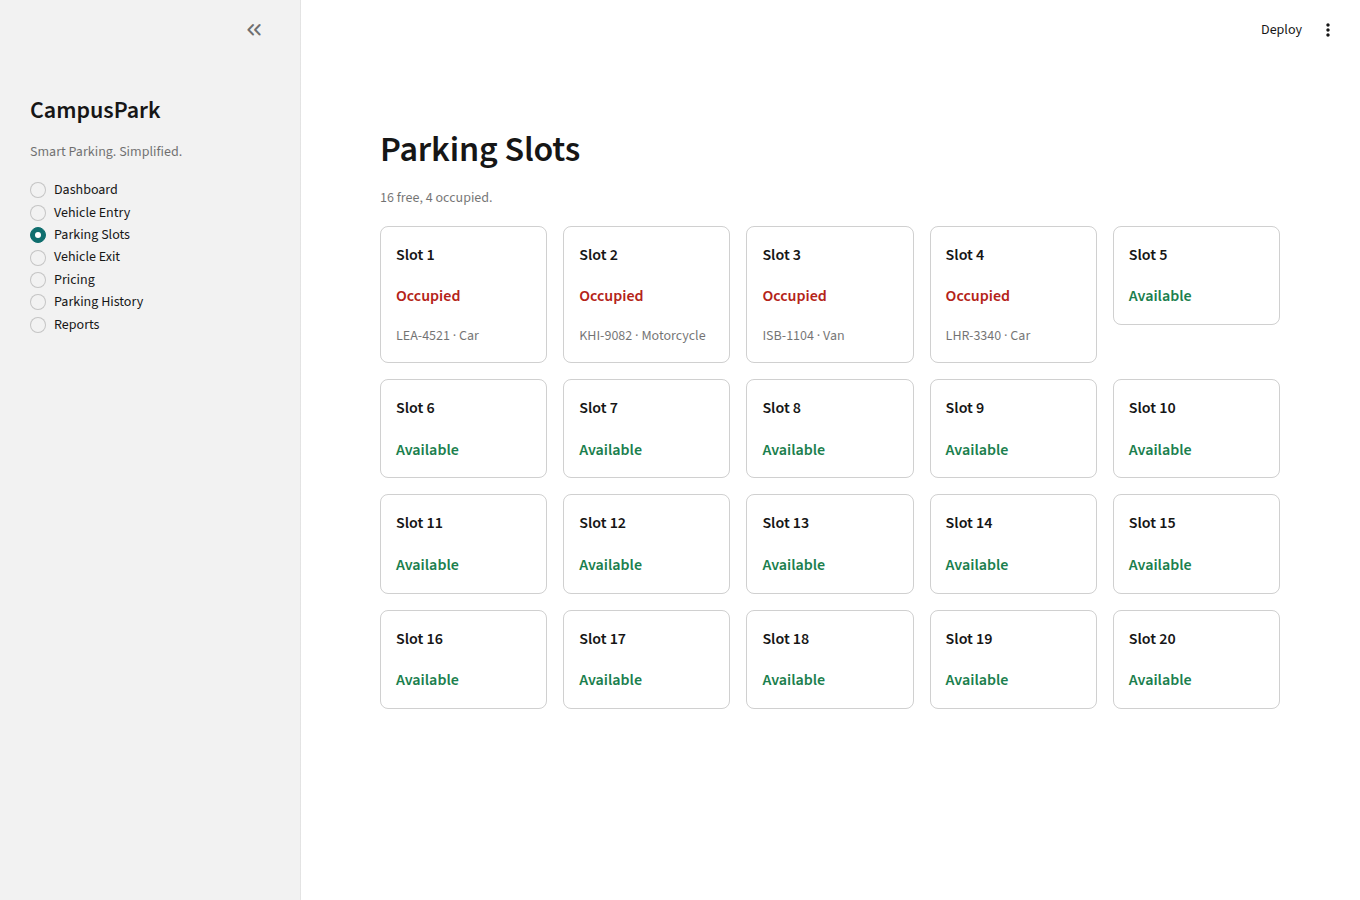 Deploy
CampusPark
Smart Parking. Simplified.
Dashboard
Vehicle Entry
Parking Slots
Vehicle Exit
Pricing
Parking History
Reports
Parking Slots
16 free, 4 occupied.
Slot 1
Occupied
LEA-4521 · Car
Slot 2
Occupied
KHI-9082 · Motorcycle
Slot 3
Occupied
ISB-1104 · Van
Slot 4
Occupied
LHR-3340 · Car
Slot 5
Available
Slot 6
Available
Slot 7
Available
Slot 8
Available
Slot 9
Available
Slot 10
Available
Slot 11
Available
Slot 12
Available
Slot 13
Available
Slot 14
Available
Slot 15
Available
Slot 16
Available
Slot 17
Available
Slot 18
Available
Slot 19
Available
Slot 20
Available